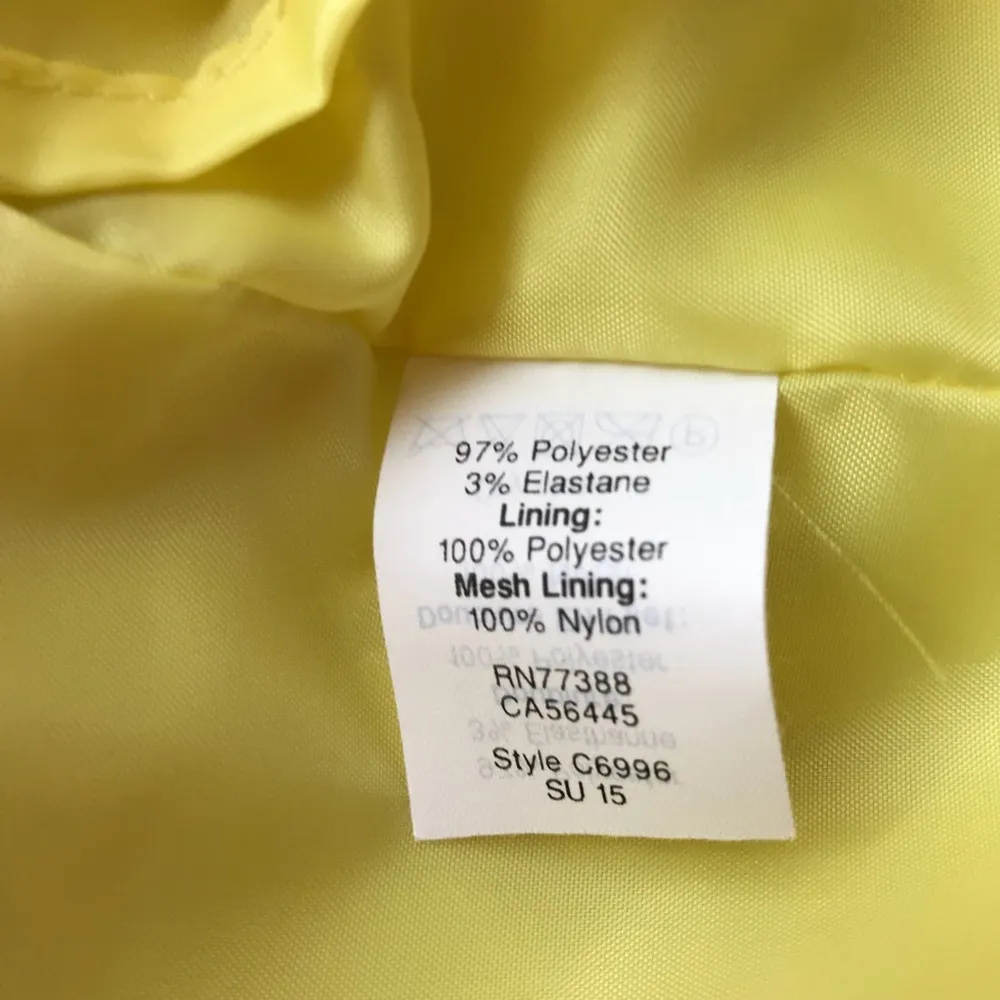 97% Polyester
3% Elastane
Lining:
100% Polyester
Mesh Lining:
100% Nylon
RN77388
CA56445
Style C6996
SU 15